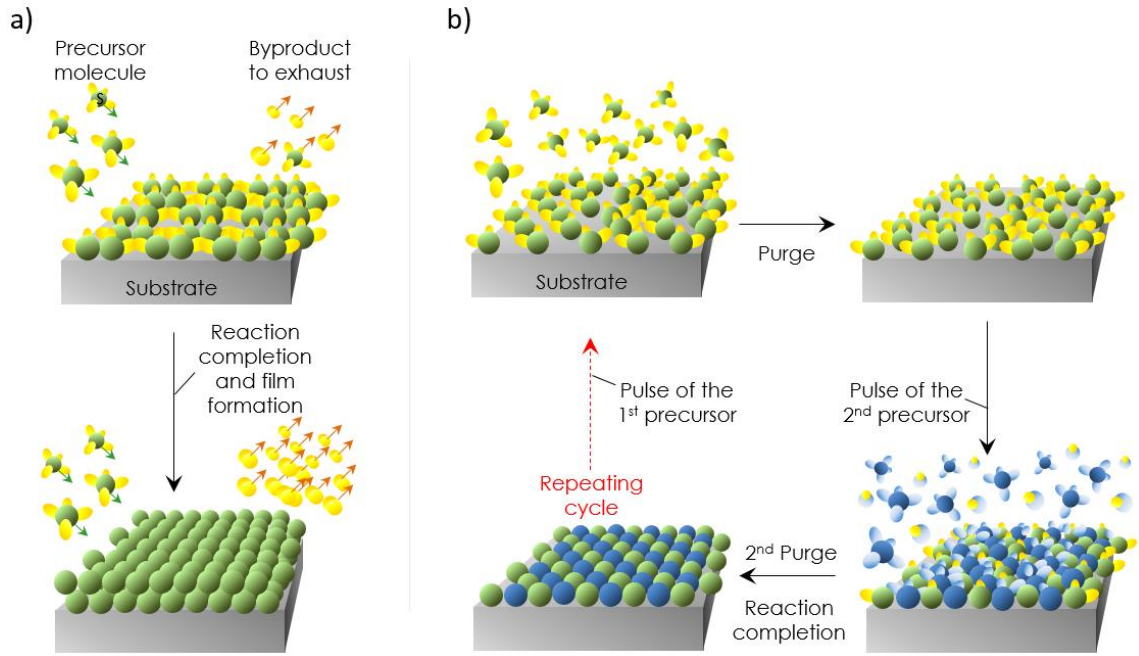 a)
Precursor
molecule
s
Byproduct
to exhaust
Substrate
Reaction
completion
and film
formation
b)
Substrate
Purge
Pulse of the
2nd precursor
2nd Purge
Reaction
completion
Repeating
cycle
Pulse of the
1st precursor